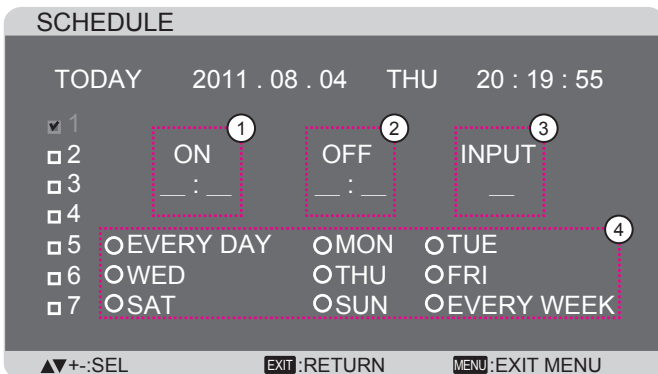 SCHEDULE
TODAY 2011 . 08 . 04 THU 20 : 19 : 55
1
1 2 3
2 ON OFF INPUT
3 __ : __ __ : __ __
4
4
5 EVERY DAY MON TUE
6 WED THU FRI
7 SAT SUN EVERY WEEK
▲▼+-:SEL EXIT:RETURN MENU:EXIT MENU